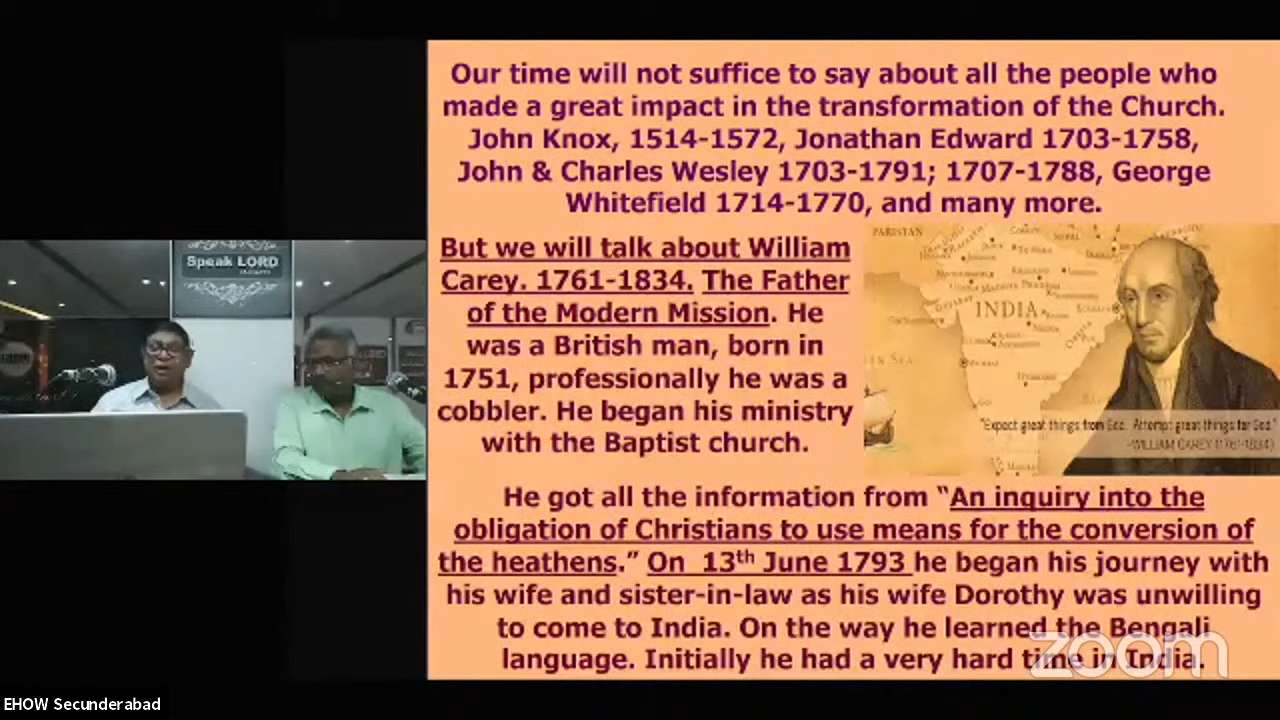 Our time will not suffice to say about all the people who
made a great impact in the transformation of the Church.
John Knox, 1514-1572, Jonathan Edward 1703-1758,
John & Charles Wesley 1703-1791; 1707-1788, George
Whitefield 1714-1770, and many more.
But we will talk about William
Carey. 1761-1834. The Father
of the Modern Mission. He
was a British man, born in
1751, professionally he was a
cobbler. He began his ministry
with the Baptist church.
PAKISTAN
INDIA
"Expect great things from God. Attempt great things for God."
-WILLIAM CAREY (1761-1834)
He got all the information from “An inquiry into the
obligation of Christians to use means for the conversion of
the heathens.” On 13th June 1793 he began his journey with
his wife and sister-in-law as his wife Dorothy was unwilling
to come to India. On the way he learned the Bengali
language. Initially he had a very hard time in India.
zoom
Speak LORD
EHOW Secunderabad